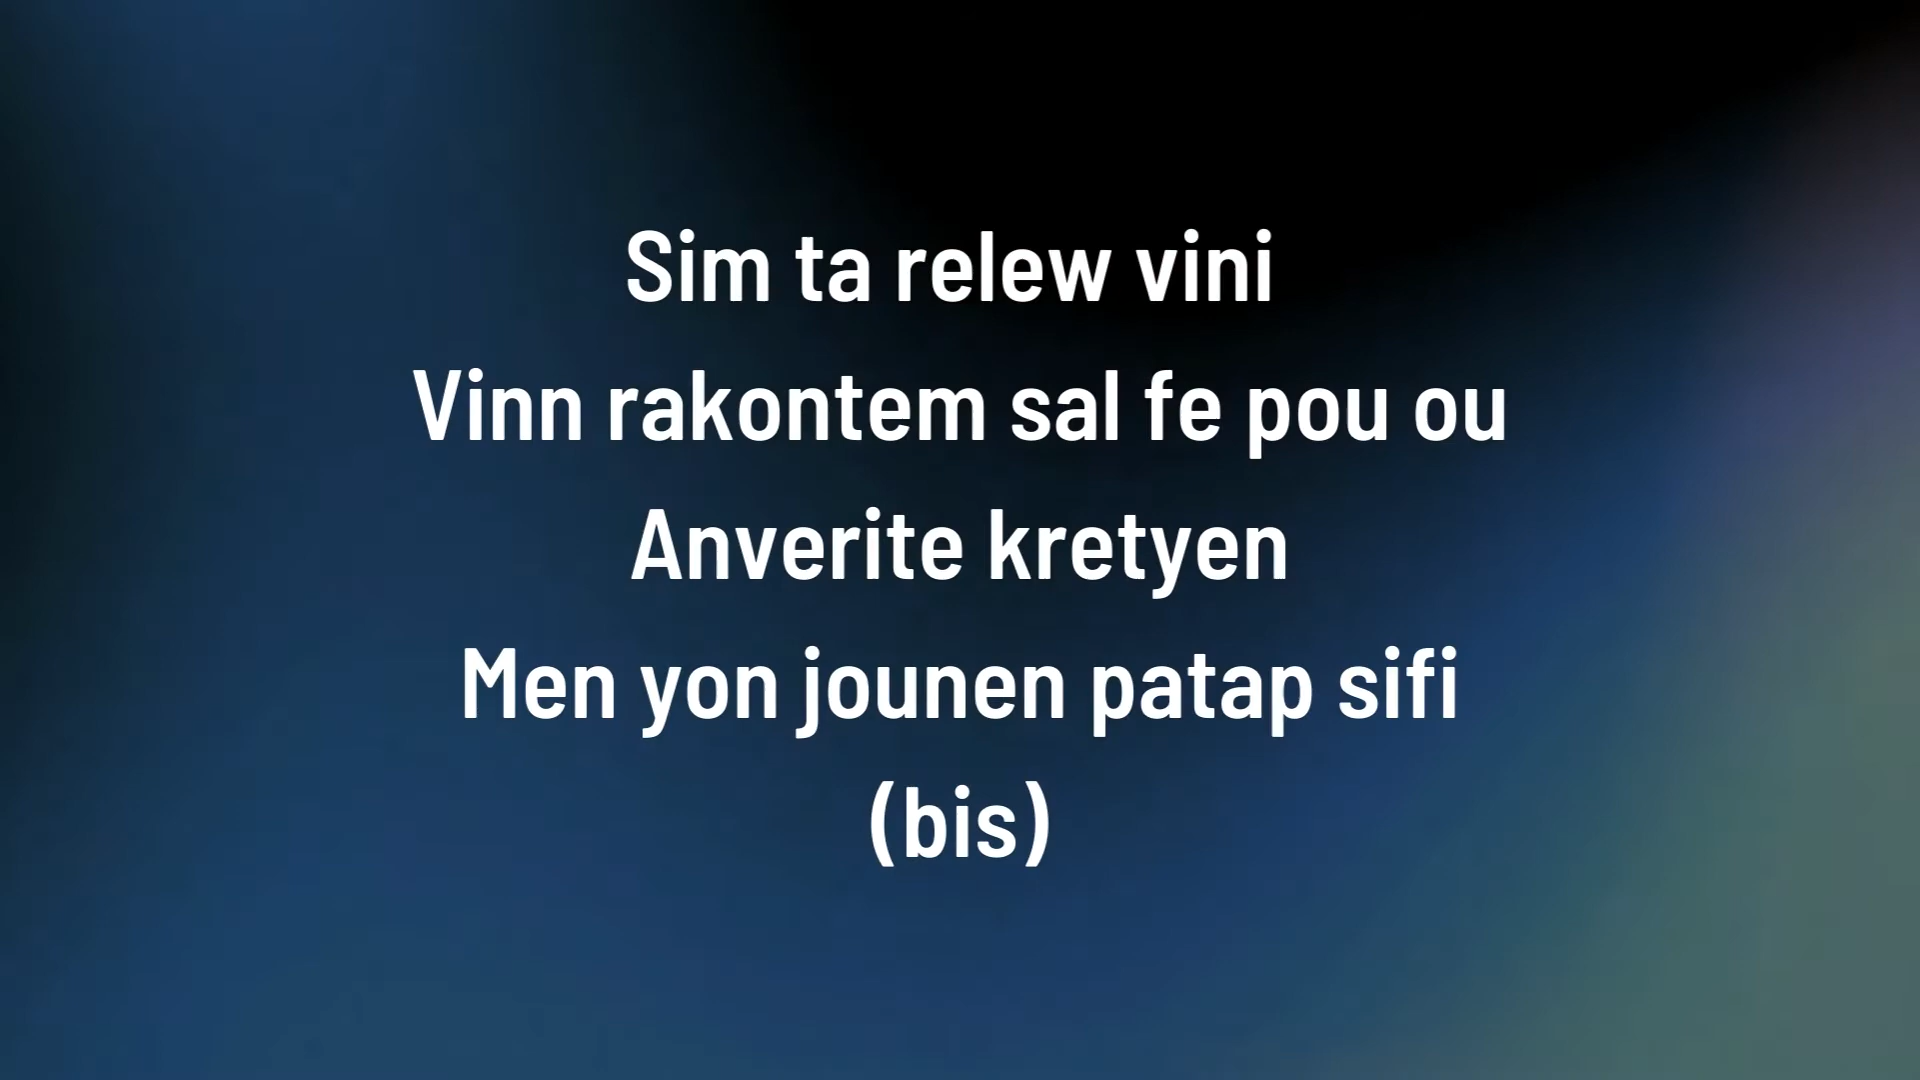 Sim ta relew vini
Vinn rakontem sal fe pou ou
Anverite kretyen
Men yon jounen patap sifi
(bis)